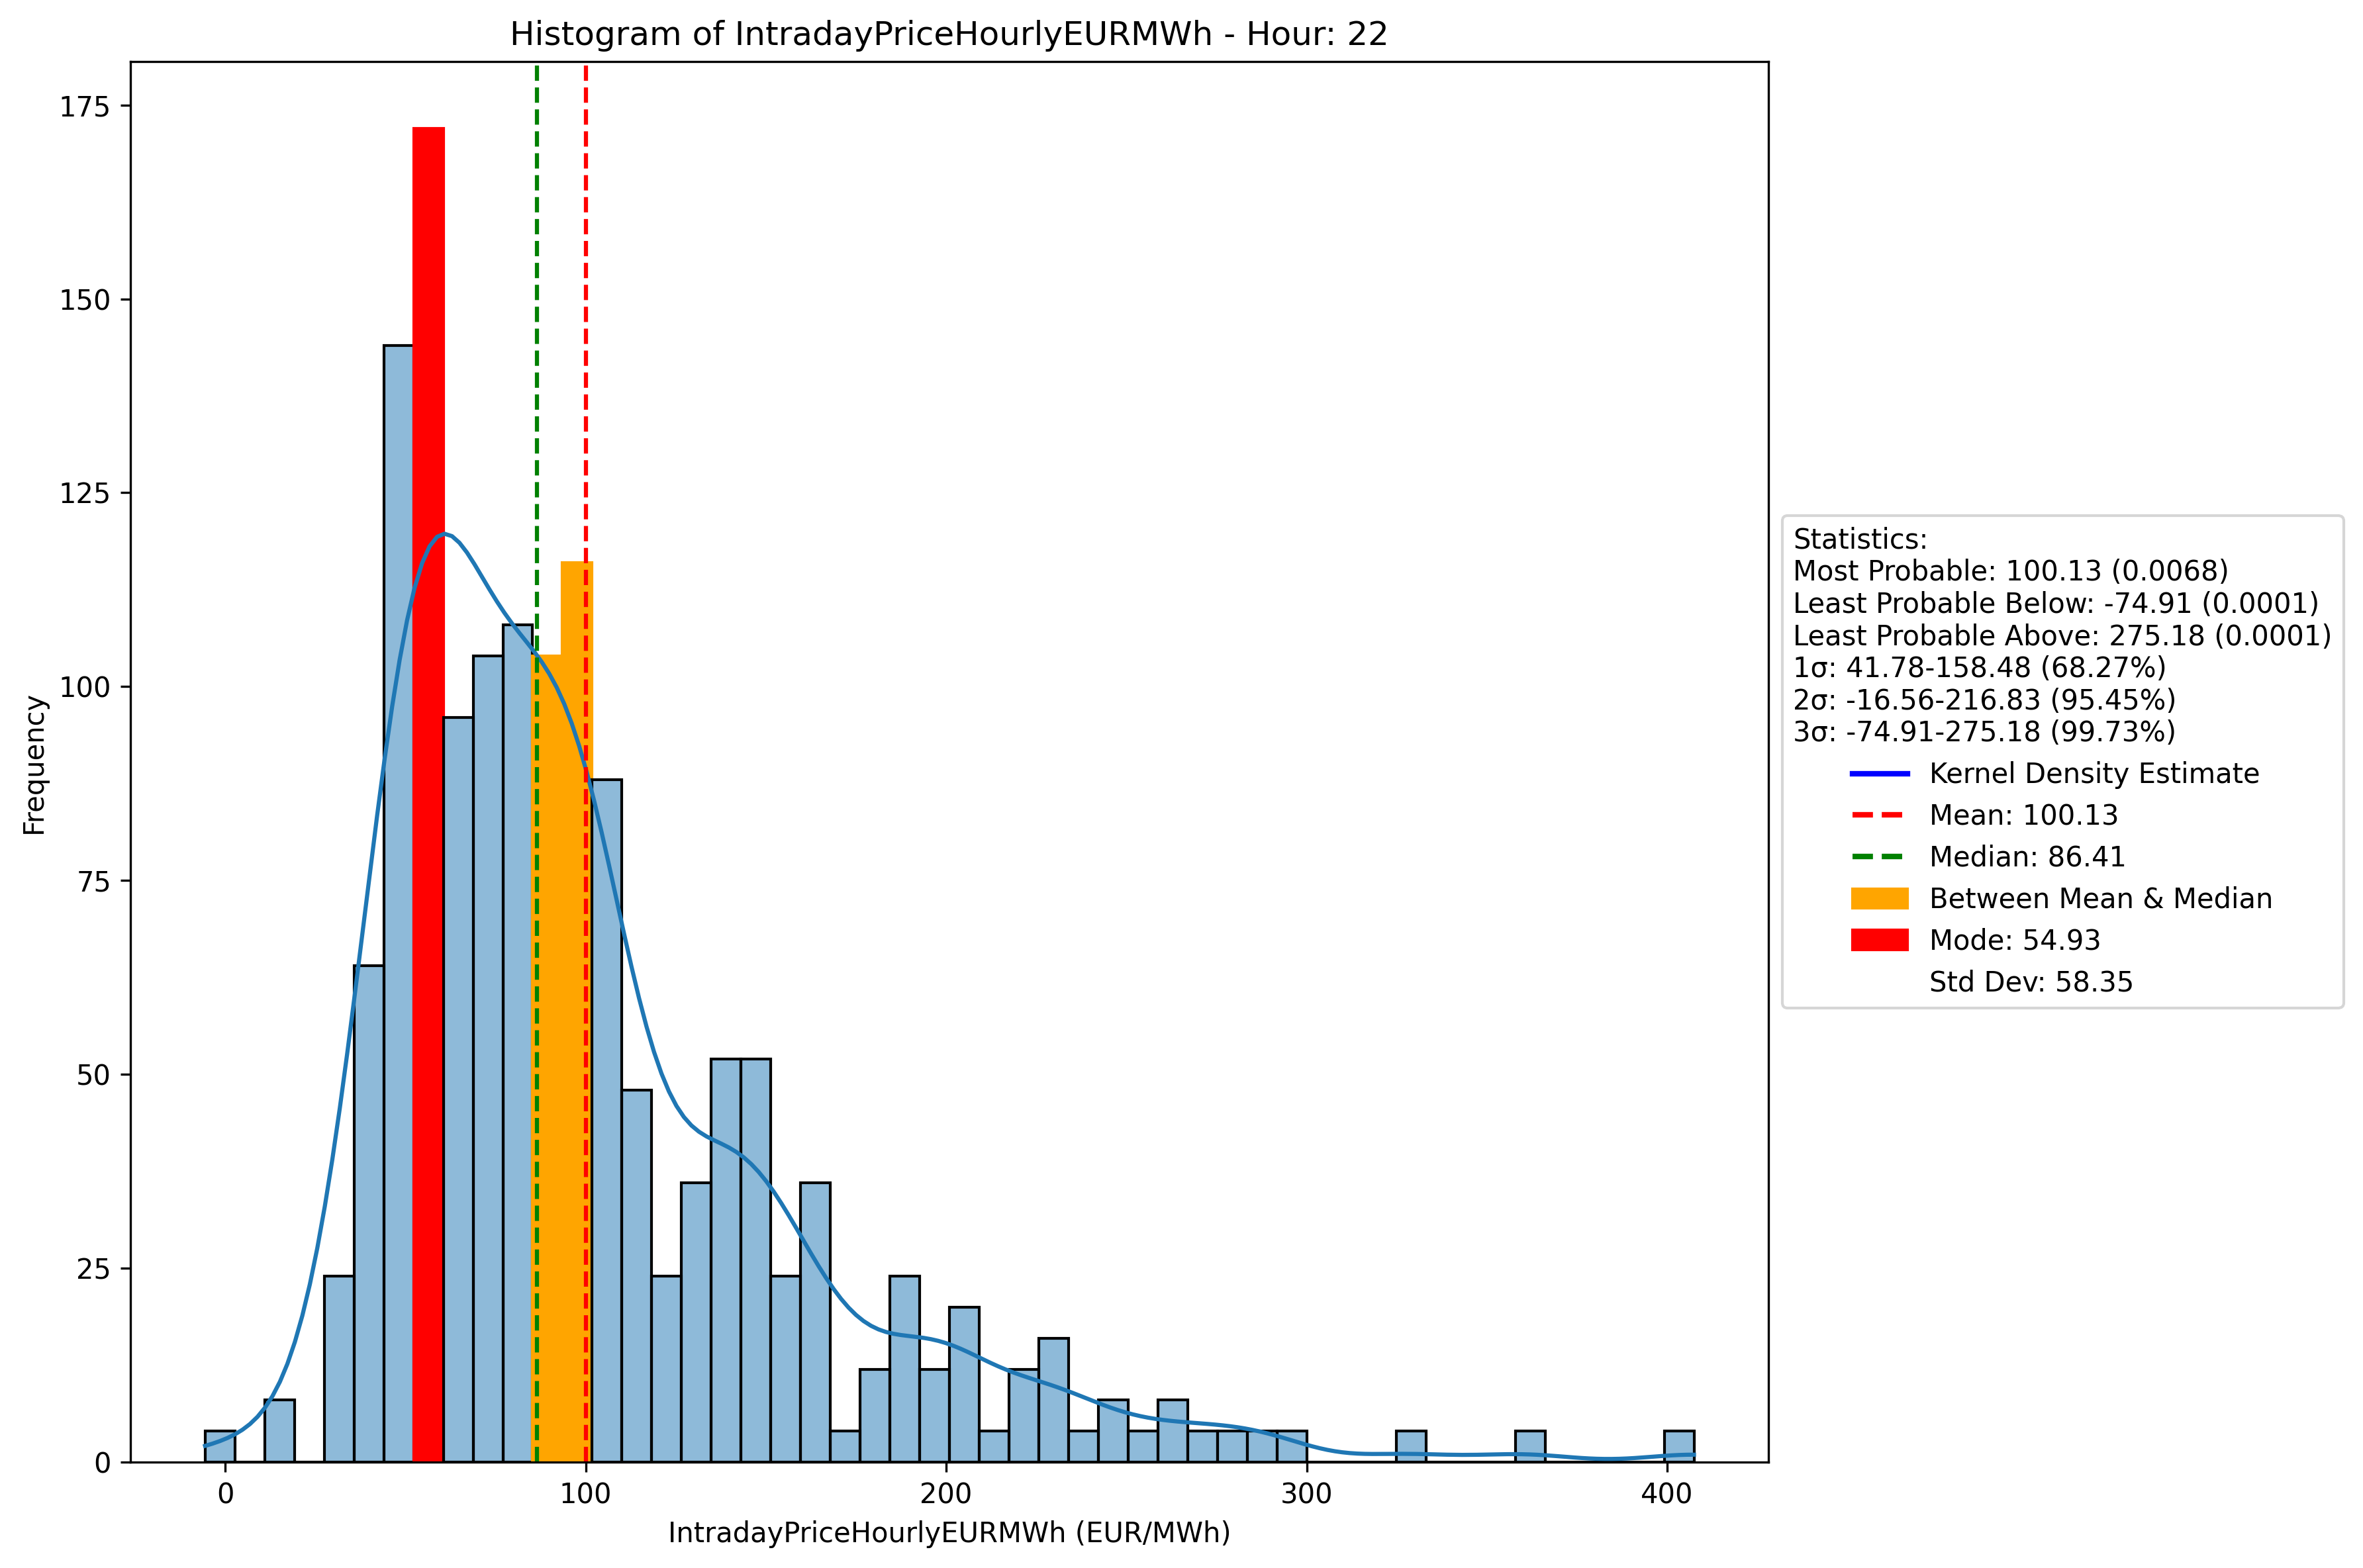 Histogram of IntradayPriceHourlyEURMWh - Hour: 22
Frequency
175
150
125
100
75
50
25
0
0
100
200
300
400
IntradayPriceHourlyEURMWh (EUR/MWh)
Statistics:
Most Probable: 100.13 (0.0068)
Least Probable Below: -74.91 (0.0001)
Least Probable Above: 275.18 (0.0001)
1σ: 41.78-158.48 (68.27%)
2σ: -16.56-216.83 (95.45%)
3σ: -74.91-275.18 (99.73%)
Kernel Density Estimate
Mean: 100.13
Median: 86.41
Between Mean & Median
Mode: 54.93
Std Dev: 58.35